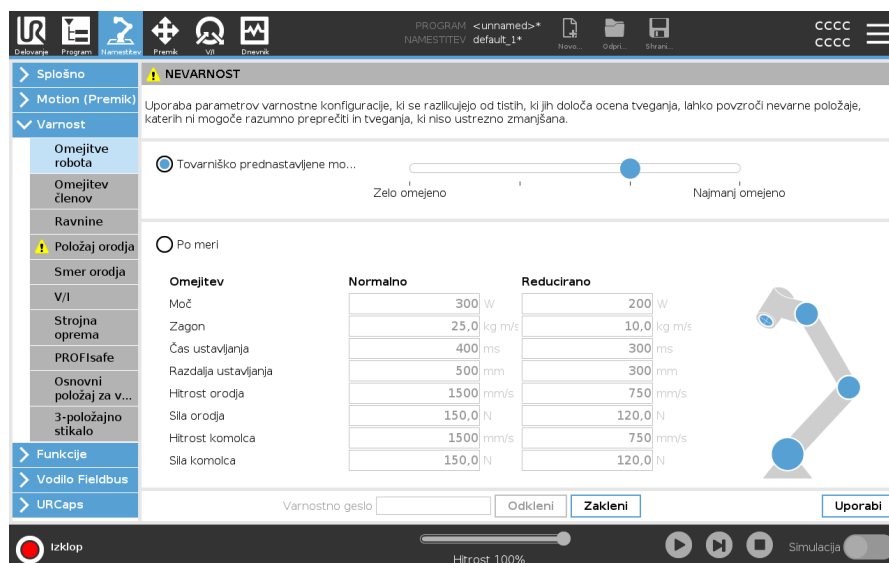 PROGRAM <unnamed>*
NAMESTITEV default_1*
Delovanje Program Namestitev Premik V/I Dnevnik Novo... Odpri... Shrani...
cccc
cccc
Splošno
Motion (Premik)
Varnost
Omejitve
robota
Omejitev
členov
Ravnine
Položaj orodja
Smer orodja
V/I
Strojna
oprema
PROFIsafe
Osnovni
položaj za v...
3-položajno
stikalo
Funkcije
Vodilo Fieldbus
URCaps
NEVARNOST
Uporaba parametrov varnostne konfiguracije, ki se razlikujejo od tistih, ki jih določa ocena tveganja, lahko povzroči nevarne položaje,
katerih ni mogoče razumno preprečiti in tveganja, ki niso ustrezno zmanjšana.
Tovarniško prednastavljene mo...
Zelo omejeno Najmanj omejeno
Po meri
Omejitev Normalno Reducirano
Moč 300 W 200 W
Zagon 25,0 kg m/s 10,0 kg m/s
Čas ustavljanja 400 ms 300 ms
Razdalja ustavljanja 500 mm 300 mm
Hitrost orodja 1500 mm/s 750 mm/s
Sila orodja 150,0 N 120,0 N
Hitrost komolca 1500 mm/s 750 mm/s
Sila komolca 150,0 N 120,0 N
Varnostno geslo Odkleni Zakleni Uporabi
Izklop
Hitrost 100%
Simulacija